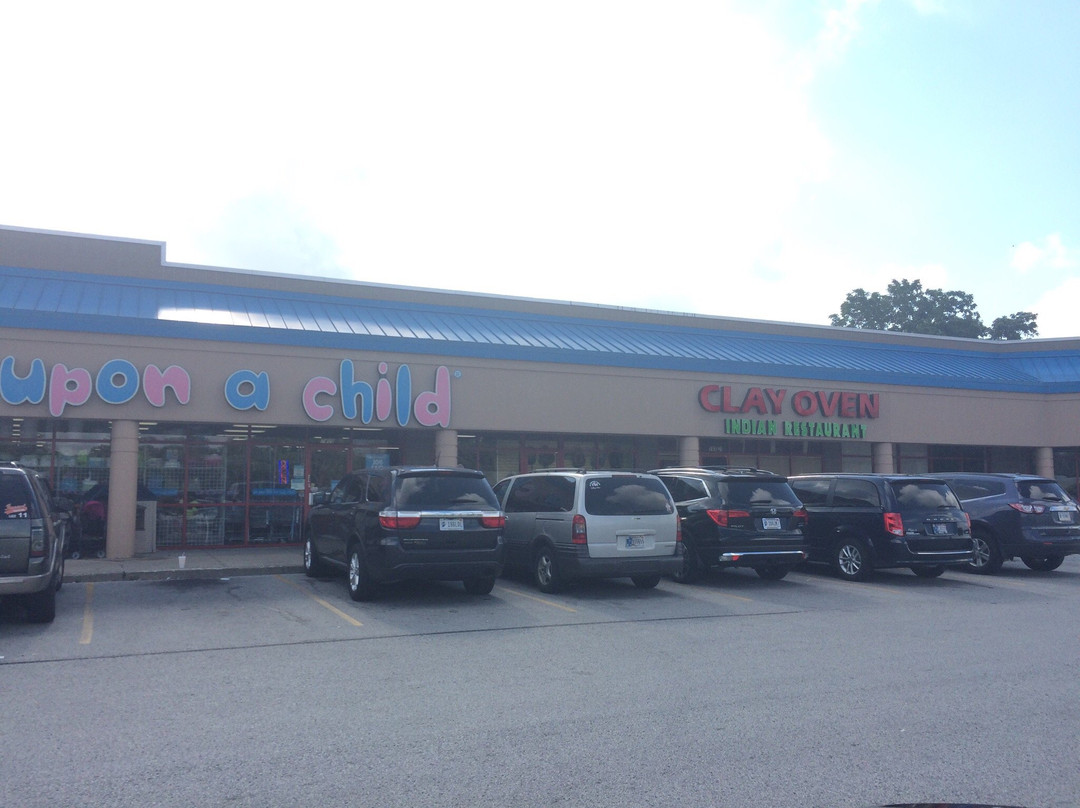 upon a child®
CLAY OVEN
INDIAN RESTAURANT